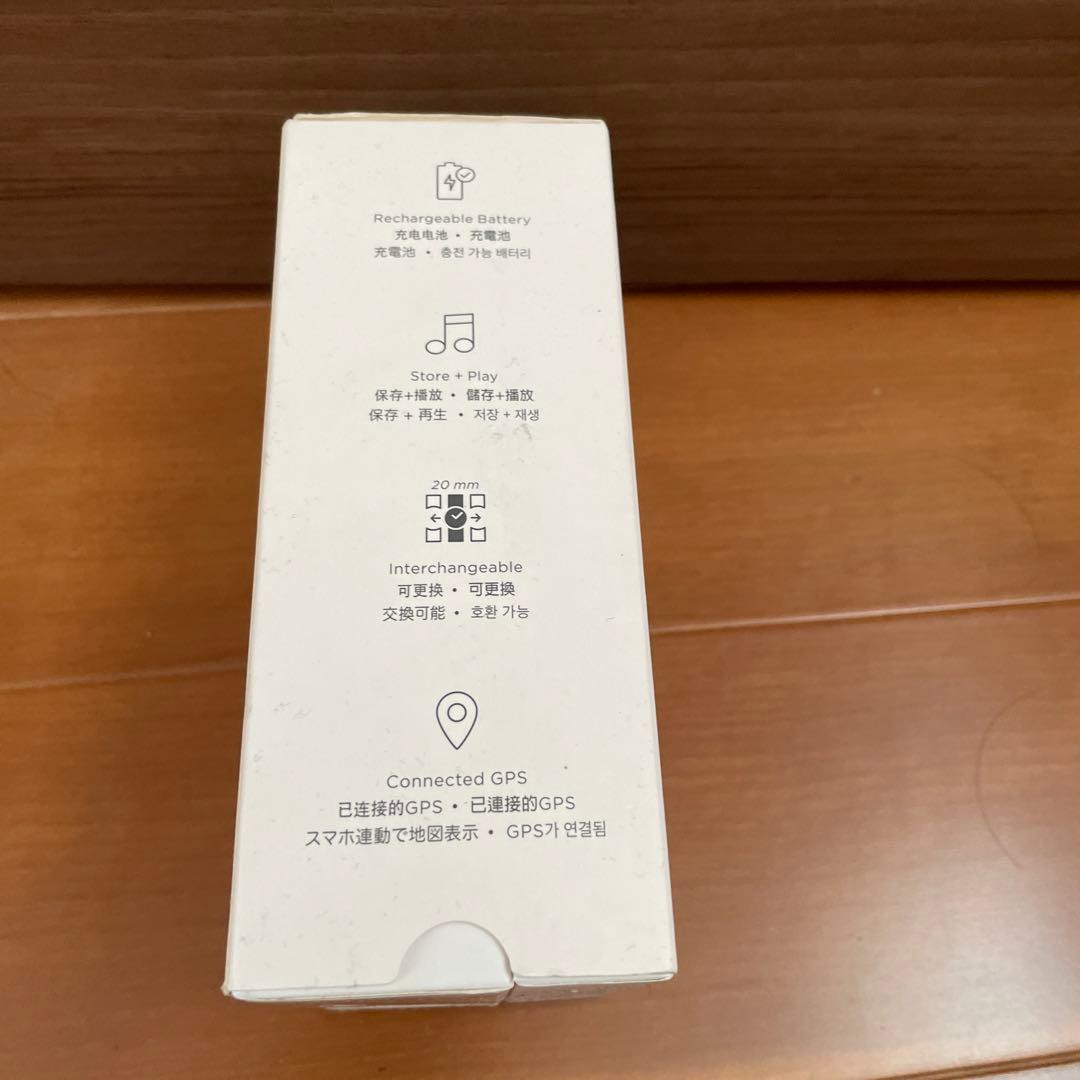 Rechargeable Battery
充电电池 • 充電池
充電池 • 충전 가능 배터리
Store + Play
保存+播放 • 儲存+播放
保存 + 再生 • 저장 + 재생
20 mm
Interchangeable
可更换 • 可更換
交換可能 • 호환 가능
Connected GPS
已连接的GPS • 已連接的GPS
スマホ連動で地図表示 • GPS가 연결됨